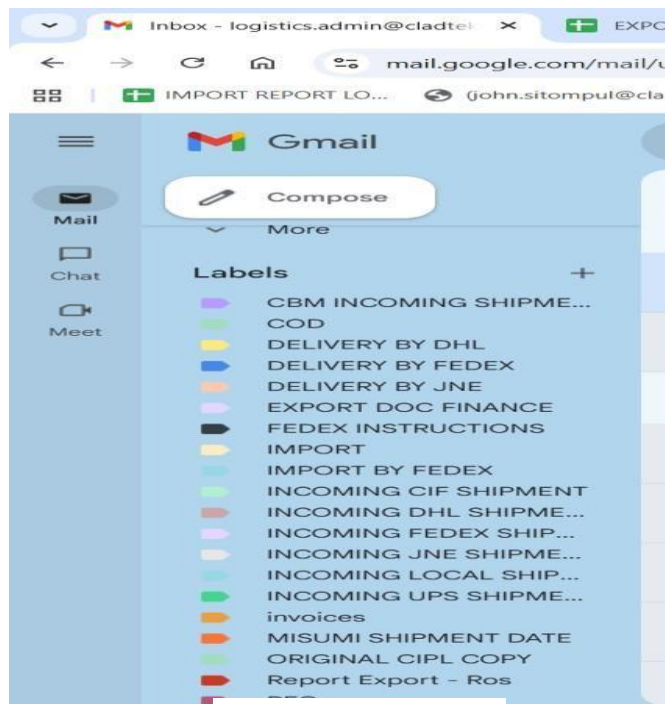 Inbox - logistics.admin@cladte
EXPO
mail.google.com/mail/u
IMPORT REPORT LO...
(john.sitompul@cla
Gmail
Compose
Mail
More
Labels
Chat
CBM INCOMING SHIPME...
COD
Meet
DELIVERY BY DHL
DELIVERY BY FEDEX
DELIVERY BY JNE
EXPORT DOC FINANCE
FEDEX INSTRUCTIONS
IMPORT
IMPORT BY FEDEX
INCOMING CIF SHIPMENT
INCOMING DHL SHIPME...
INCOMING FEDEX SHIP...
INCOMING JNE SHIPME...
INCOMING LOCAL SHIP...
INCOMING UPS SHIPME...
invoices
MISUMI SHIPMENT DATE
ORIGINAL CIPL COPY
Report Export - Ros